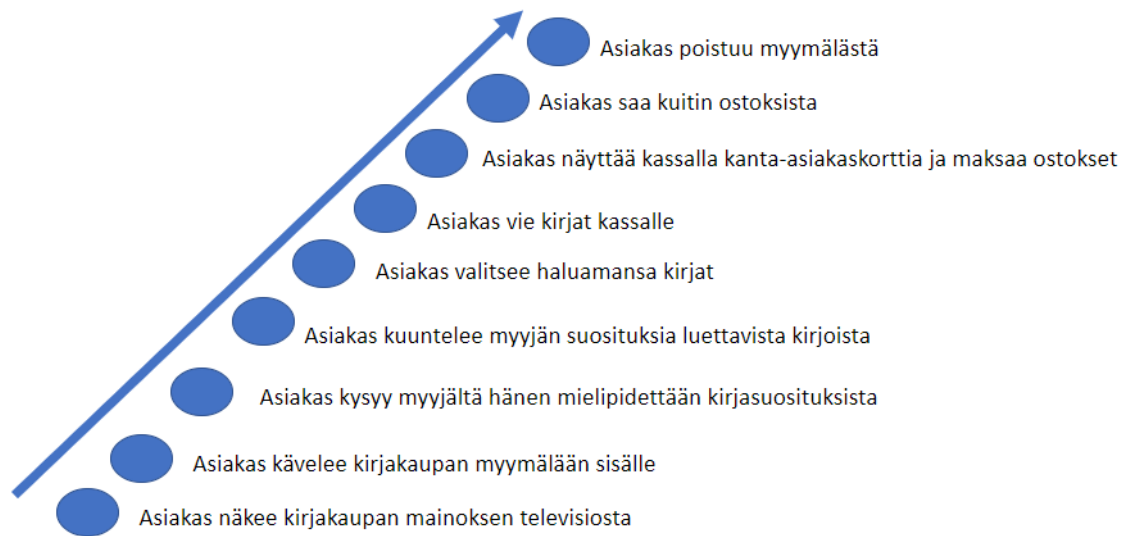 Asiakas poistuu myymälästä
Asiakas saa kuitin ostoksista
Asiakas näyttää kassalla kanta-asiakaskorttia ja maksaa ostokset
Asiakas vie kirjat kassalle
Asiakas valitsee haluamansa kirjat
Asiakas kuuntelee myyjän suosituksia luettavista kirjoista
Asiakas kysyy myyjältä hänen mielipidettään kirjasuosituksista
Asiakas kävelee kirjakaupan myymälään sisälle
Asiakas näkee kirjakaupan mainoksen televisiosta